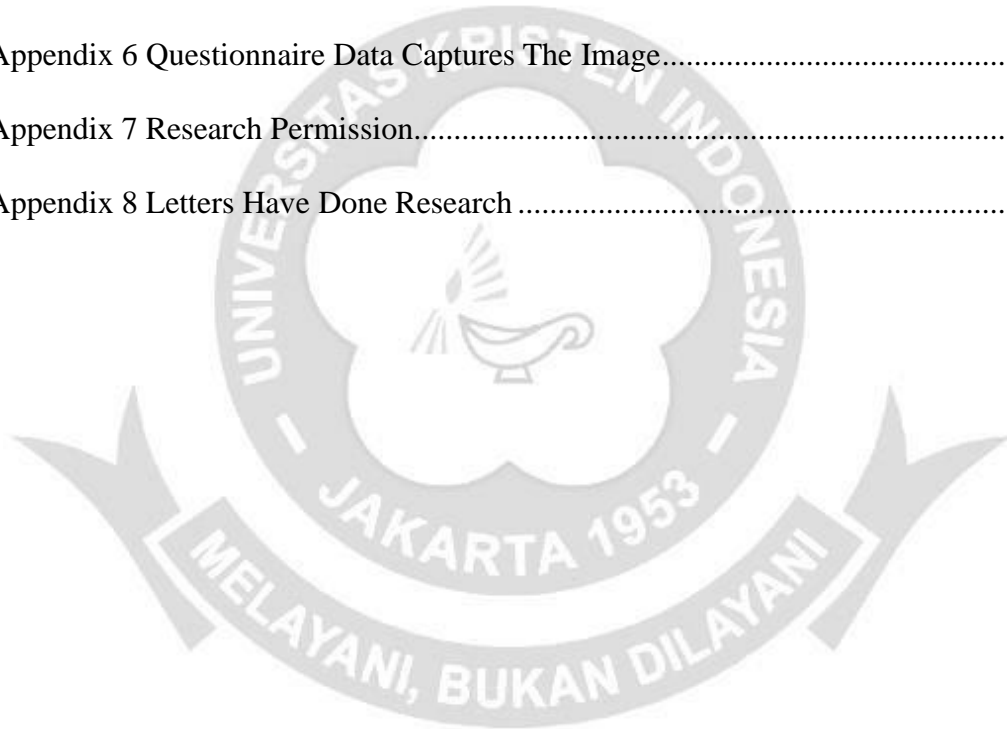 Appendix 6 Questionnaire Data Captures The Image......................................
Appendix 7 Research Permission.......................................................................
Appendix 8 Letters Have Done Research ..........................................................
UNIVERSITAS KRISTEN INDONESIA
- JAKARTA 1953 -
MELAYANI, BUKAN DILAYANI